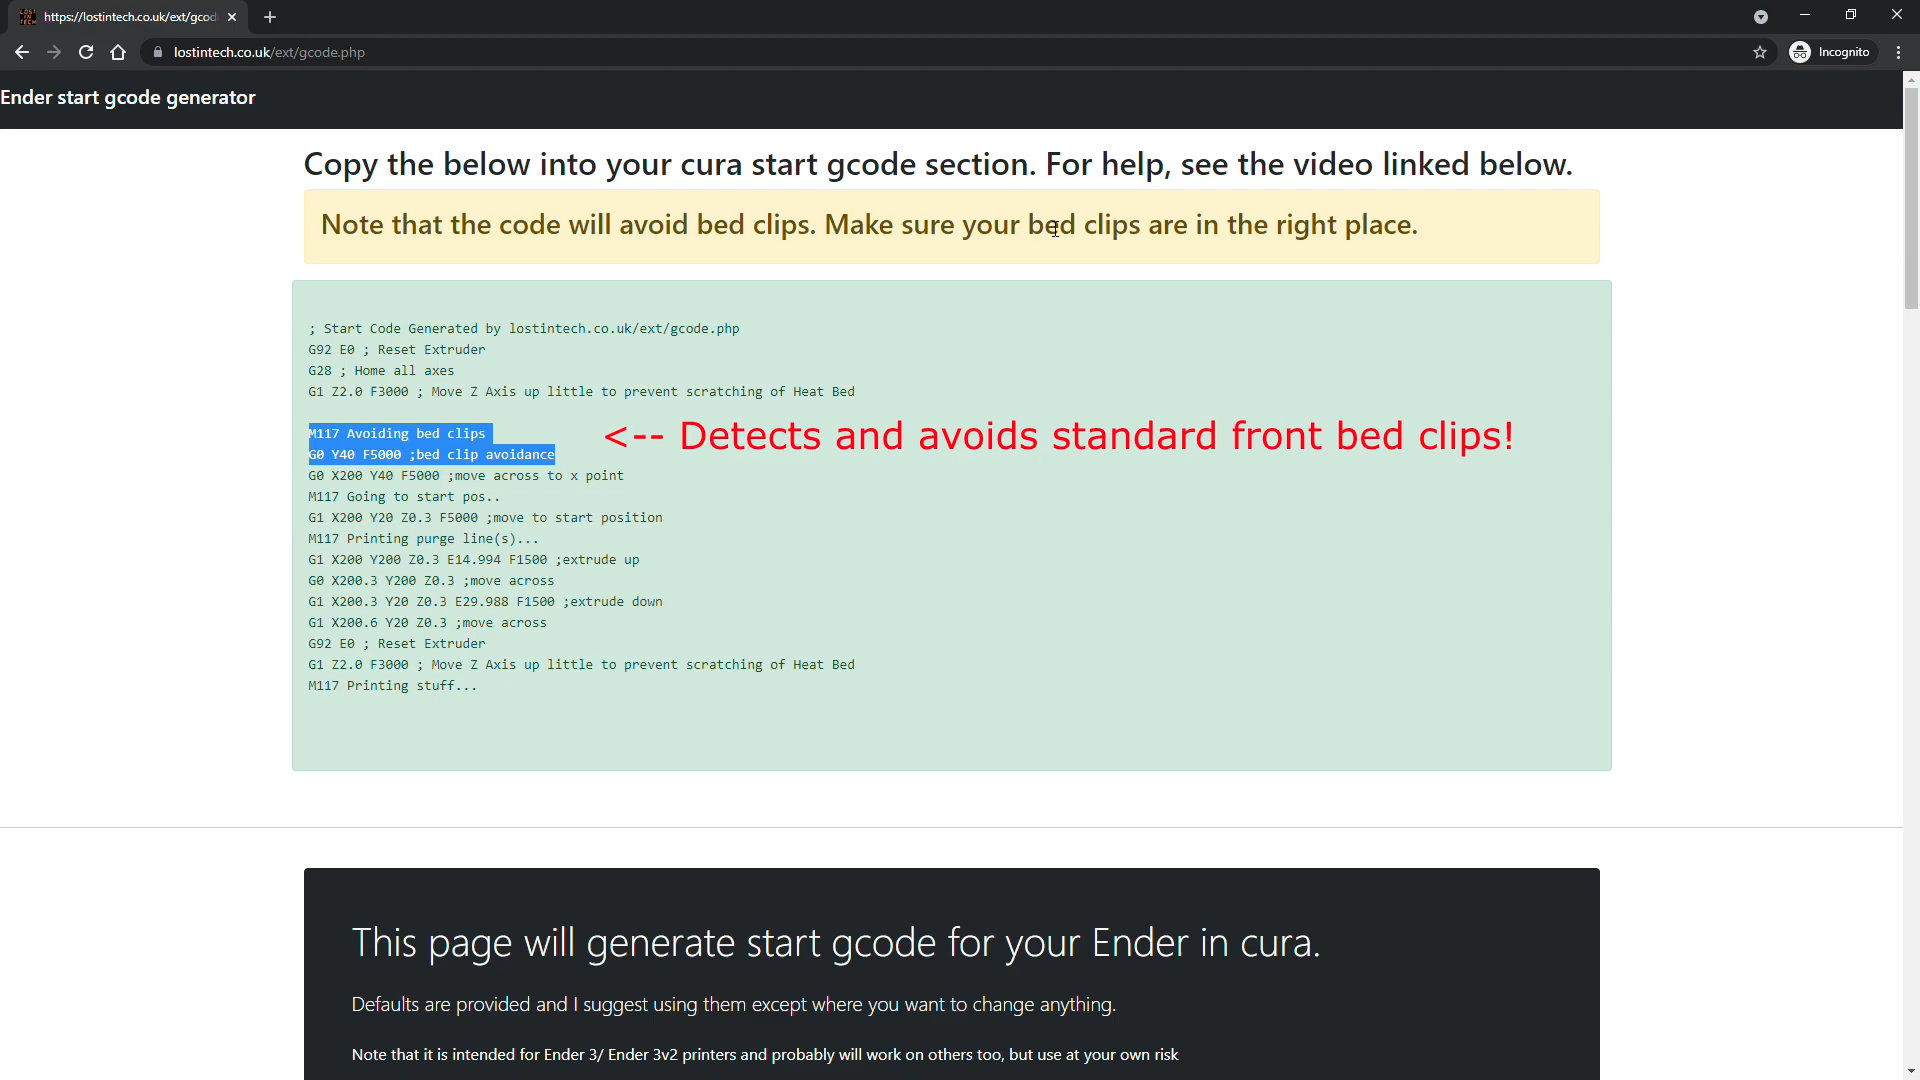 LOST
IN
TECH
https://lostintech.co.uk/ext/gcod
lostintech.co.uk/ext/gcode.php
Incognito
Ender start gcode generator
Copy the below into your cura start gcode section. For help, see the video linked below.
Note that the code will avoid bed clips. Make sure your bed clips are in the right place.
; Start Code Generated by lostintech.co.uk/ext/gcode.php
G92 E0 ; Reset Extruder
G28 ; Home all axes
G1 Z2.0 F3000 ; Move Z Axis up little to prevent scratching of Heat Bed
M117 Avoiding bed clips
<-- Detects and avoids standard front bed clips!
G0 Y40 F5000 ;bed clip avoidance
G0 X200 Y40 F5000 ;move across to x point
M117 Going to start pos..
G1 X200 Y20 Z0.3 F5000 ;move to start position
M117 Printing purge line(s)...
G1 X200 Y200 Z0.3 E14.994 F1500 ;extrude up
G0 X200.3 Y200 Z0.3 ;move across
G1 X200.3 Y20 Z0.3 E29.988 F1500 ;extrude down
G1 X200.6 Y20 Z0.3 ;move across
G92 E0 ; Reset Extruder
G1 Z2.0 F3000 ; Move Z Axis up little to prevent scratching of Heat Bed
M117 Printing stuff...
This page will generate start gcode for your Ender in cura.
Defaults are provided and I suggest using them except where you want to change anything.
Note that it is intended for Ender 3/ Ender 3v2 printers and probably will work on others too, but use at your own risk